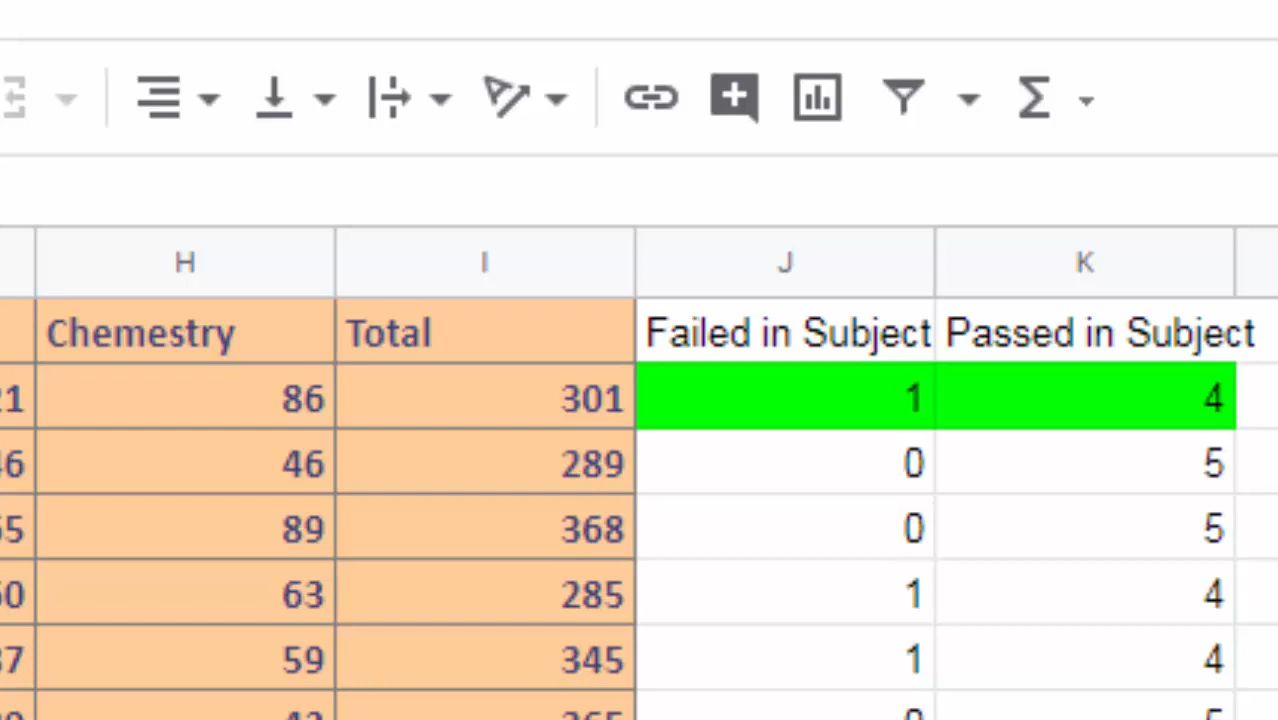 H I J K
Chemestry Total Failed in Subject Passed in Subject
86 301 1 4
46 289 0 5
89 368 0 5
63 285 1 4
59 345 1 4